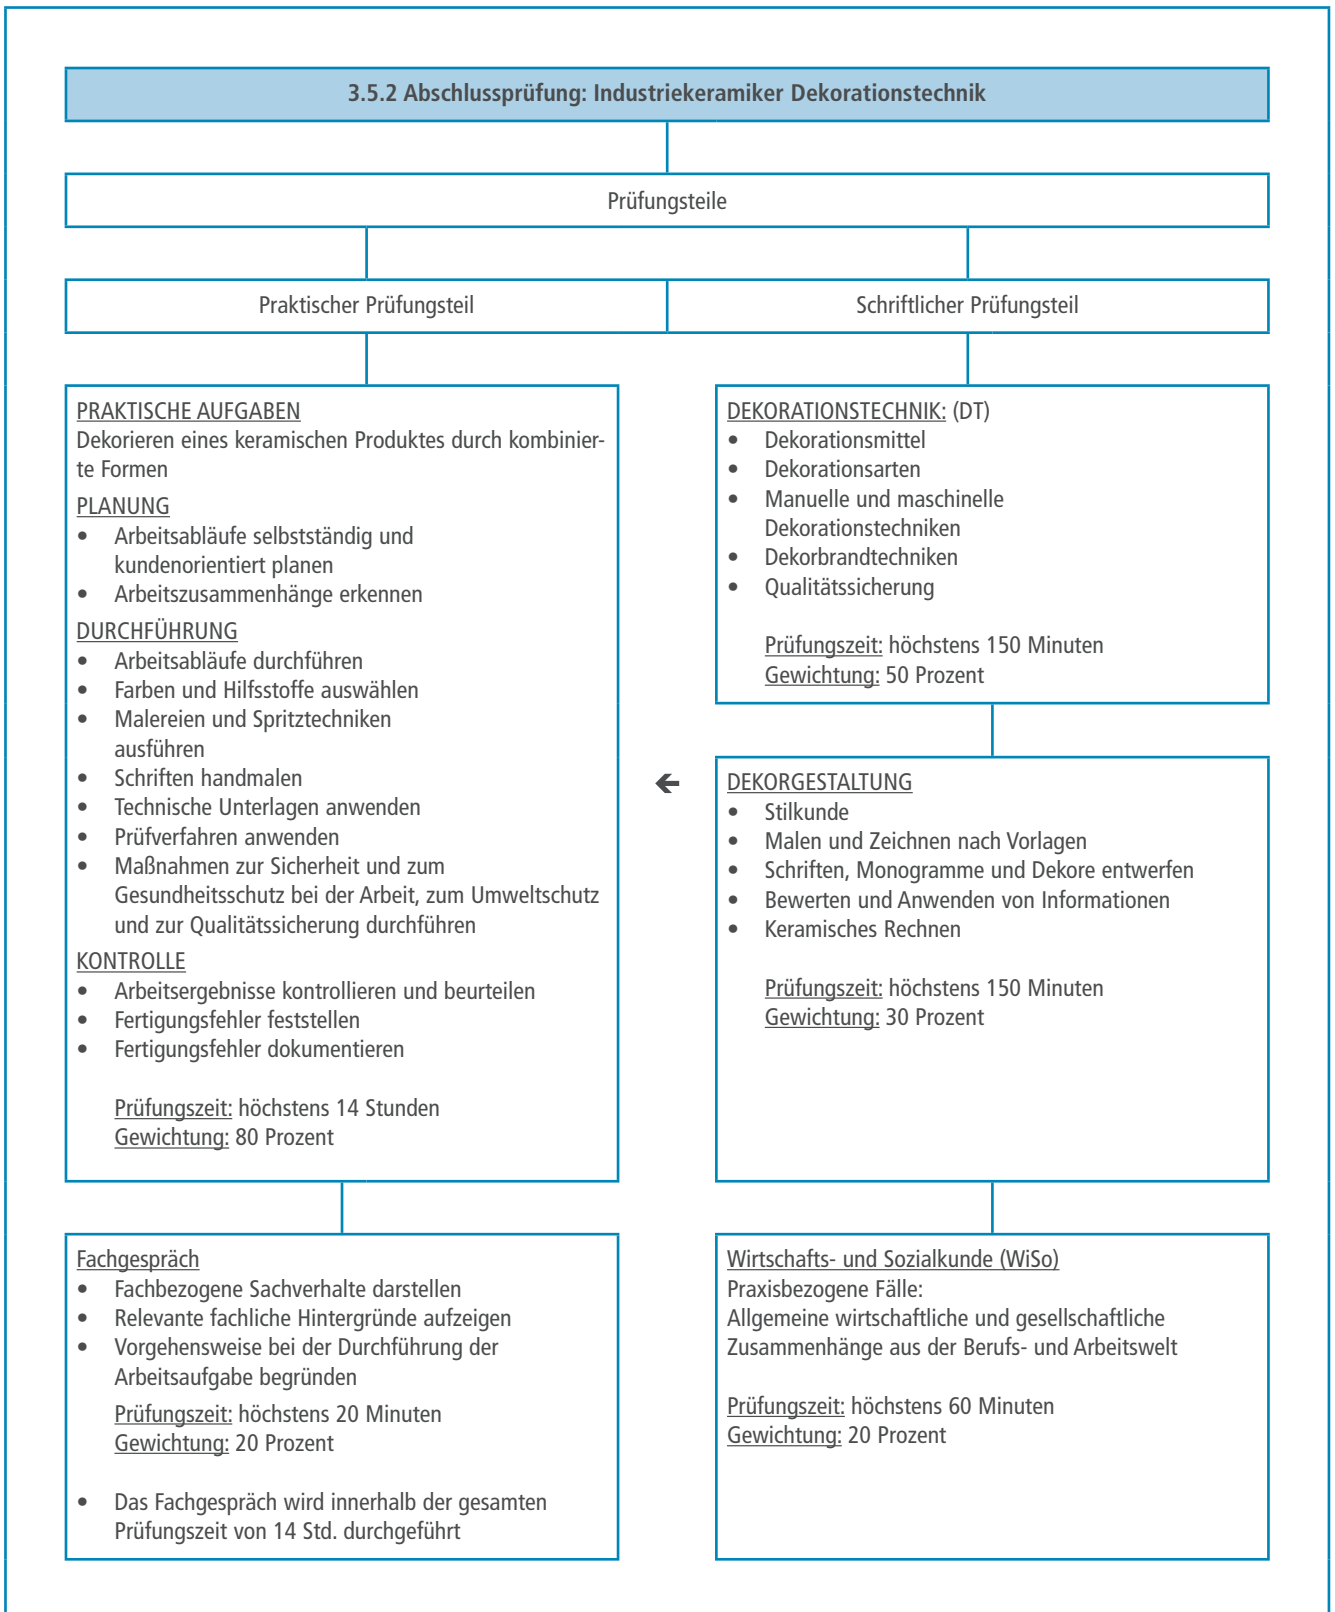 3.5.2 Abschlussprüfung: Industriekeramiker Dekorationstechnik
Prüfungsteile
Praktischer Prüfungsteil
Schriftlicher Prüfungsteil
PRAKTISCHE AUFGABEN
Dekorieren eines keramischen Produktes durch kombinier-
te Formen
PLANUNG
• Arbeitsabläufe selbstständig und
kundenorientiert planen
• Arbeitszusammenhänge erkennen
DURCHFÜHRUNG
• Arbeitsabläufe durchführen
• Farben und Hilfsstoffe auswählen
• Malereien und Spritztechniken
ausführen
• Schriften handmalen
• Technische Unterlagen anwenden
• Prüfverfahren anwenden
• Maßnahmen zur Sicherheit und zum
Gesundheitsschutz bei der Arbeit, zum Umweltschutz
und zur Qualitätssicherung durchführen
KONTROLLE
• Arbeitsergebnisse kontrollieren und beurteilen
• Fertigungsfehler feststellen
• Fertigungsfehler dokumentieren
Prüfungszeit: höchstens 14 Stunden
Gewichtung: 80 Prozent
Fachgespräch
• Fachbezogene Sachverhalte darstellen
• Relevante fachliche Hintergründe aufzeigen
• Vorgehensweise bei der Durchführung der
Arbeitsaufgabe begründen
Prüfungszeit: höchstens 20 Minuten
Gewichtung: 20 Prozent
• Das Fachgespräch wird innerhalb der gesamten
Prüfungszeit von 14 Std. durchgeführt
←
DEKORATIONSTECHNIK: (DT)
• Dekorationsmittel
• Dekorationsarten
• Manuelle und maschinelle
Dekorationstechniken
• Dekorbrandtechniken
• Qualitätssicherung
Prüfungszeit: höchstens 150 Minuten
Gewichtung: 50 Prozent
DEKORGESTALTUNG
• Stilkunde
• Malen und Zeichnen nach Vorlagen
• Schriften, Monogramme und Dekore entwerfen
• Bewerten und Anwenden von Informationen
• Keramisches Rechnen
Prüfungszeit: höchstens 150 Minuten
Gewichtung: 30 Prozent
Wirtschafts- und Sozialkunde (WiSo)
Praxisbezogene Fälle:
Allgemeine wirtschaftliche und gesellschaftliche
Zusammenhänge aus der Berufs- und Arbeitswelt
Prüfungszeit: höchstens 60 Minuten
Gewichtung: 20 Prozent